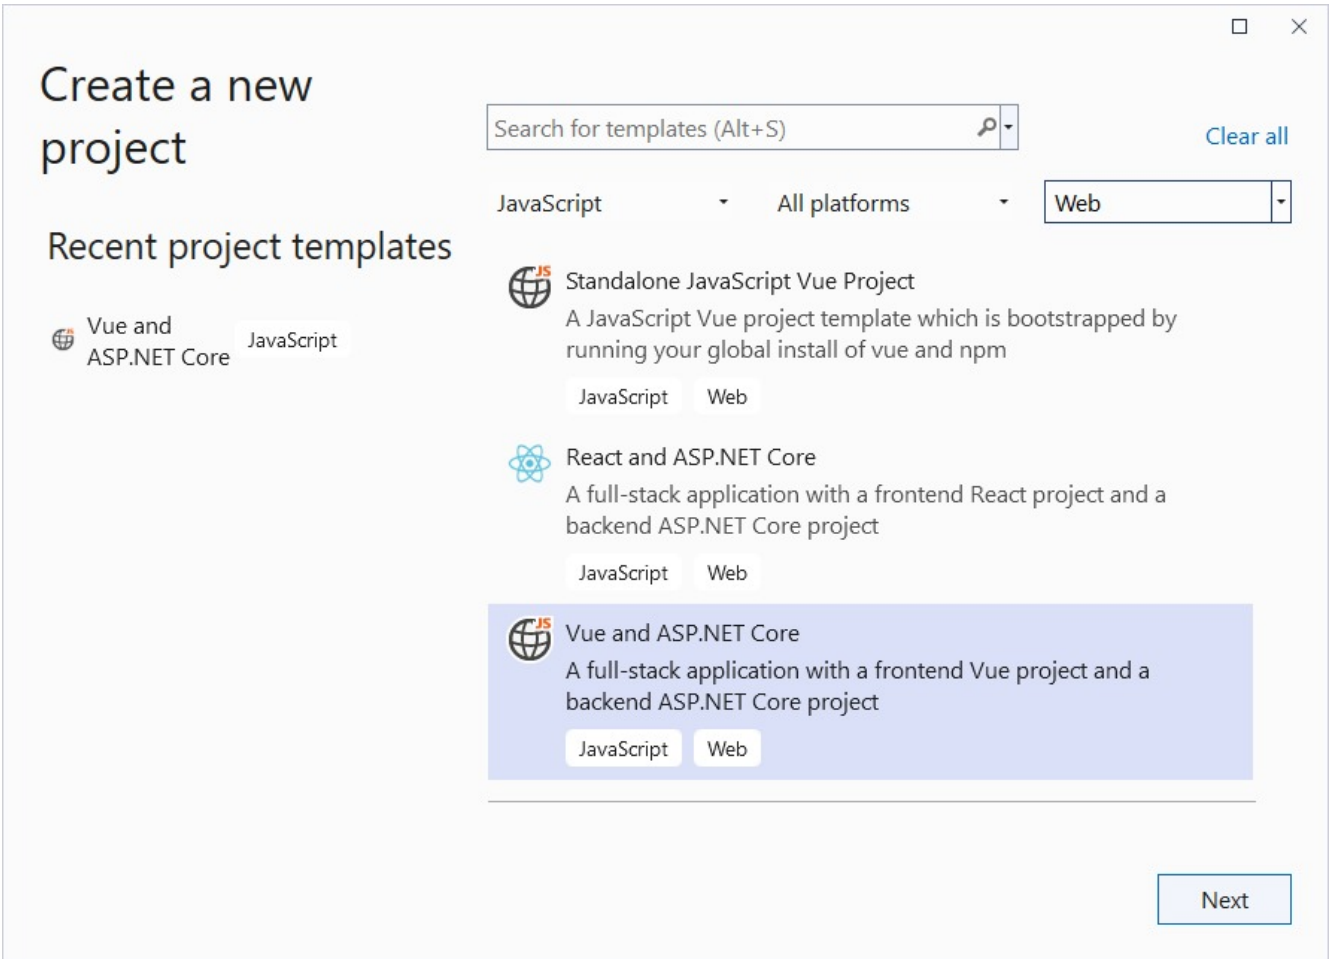 Create a new
project
Search for templates (Alt+S)
Clear all
JavaScript
All platforms
Web
Recent project templates
Vue and
ASP.NET Core
JavaScript
JS
Standalone JavaScript Vue Project
A JavaScript Vue project template which is bootstrapped by
running your global install of vue and npm
JavaScript
Web
React and ASP.NET Core
A full-stack application with a frontend React project and a
backend ASP.NET Core project
JavaScript
Web
JS
Vue and ASP.NET Core
A full-stack application with a frontend Vue project and a
backend ASP.NET Core project
JavaScript
Web
Next